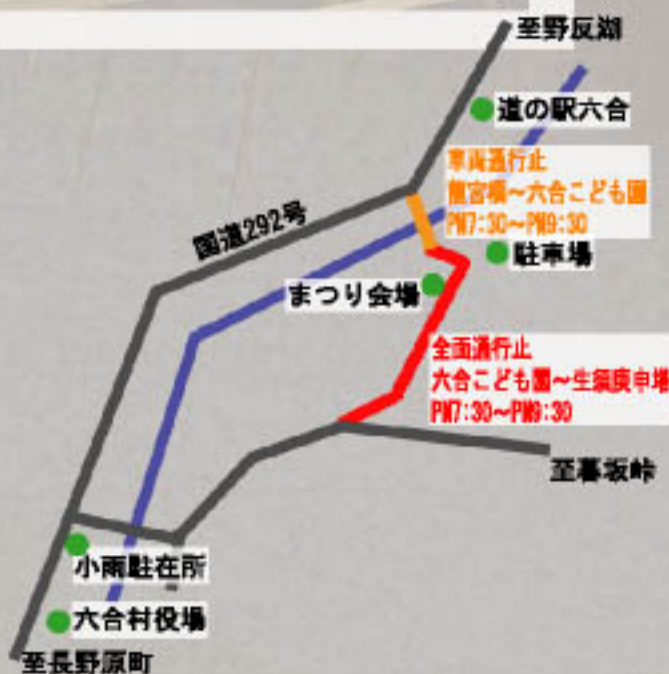 至野反湖
道の駅六合
車両通行止
龍宮橋～六合こども園
PM7:30～PM9:30
国道292号
駐車場
まつり会場
全面通行止
六合こども園～生須庚申塔
PM7:30～PM9:30
至暮坂峠
小雨駐在所
六合村役場
至長野原町